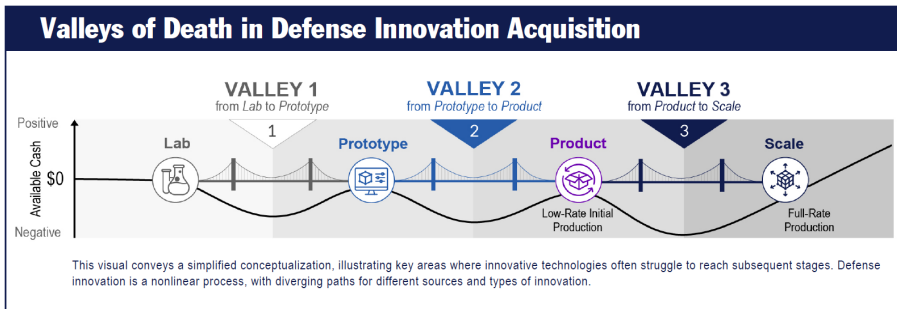 Valleys of Death in Defense Innovation Acquisition
VALLEY 1
from Lab to Prototype
VALLEY 2
from Prototype to Product
VALLEY 3
from Product to Scale
Positive
Available Cash
$0
Negative
1
2
3
Lab
Prototype
Product
Scale
Low-Rate Initial
Production
Full-Rate
Production
This visual conveys a simplified conceptualization, illustrating key areas where innovative technologies often struggle to reach subsequent stages. Defense
innovation is a nonlinear process, with diverging paths for different sources and types of innovation.